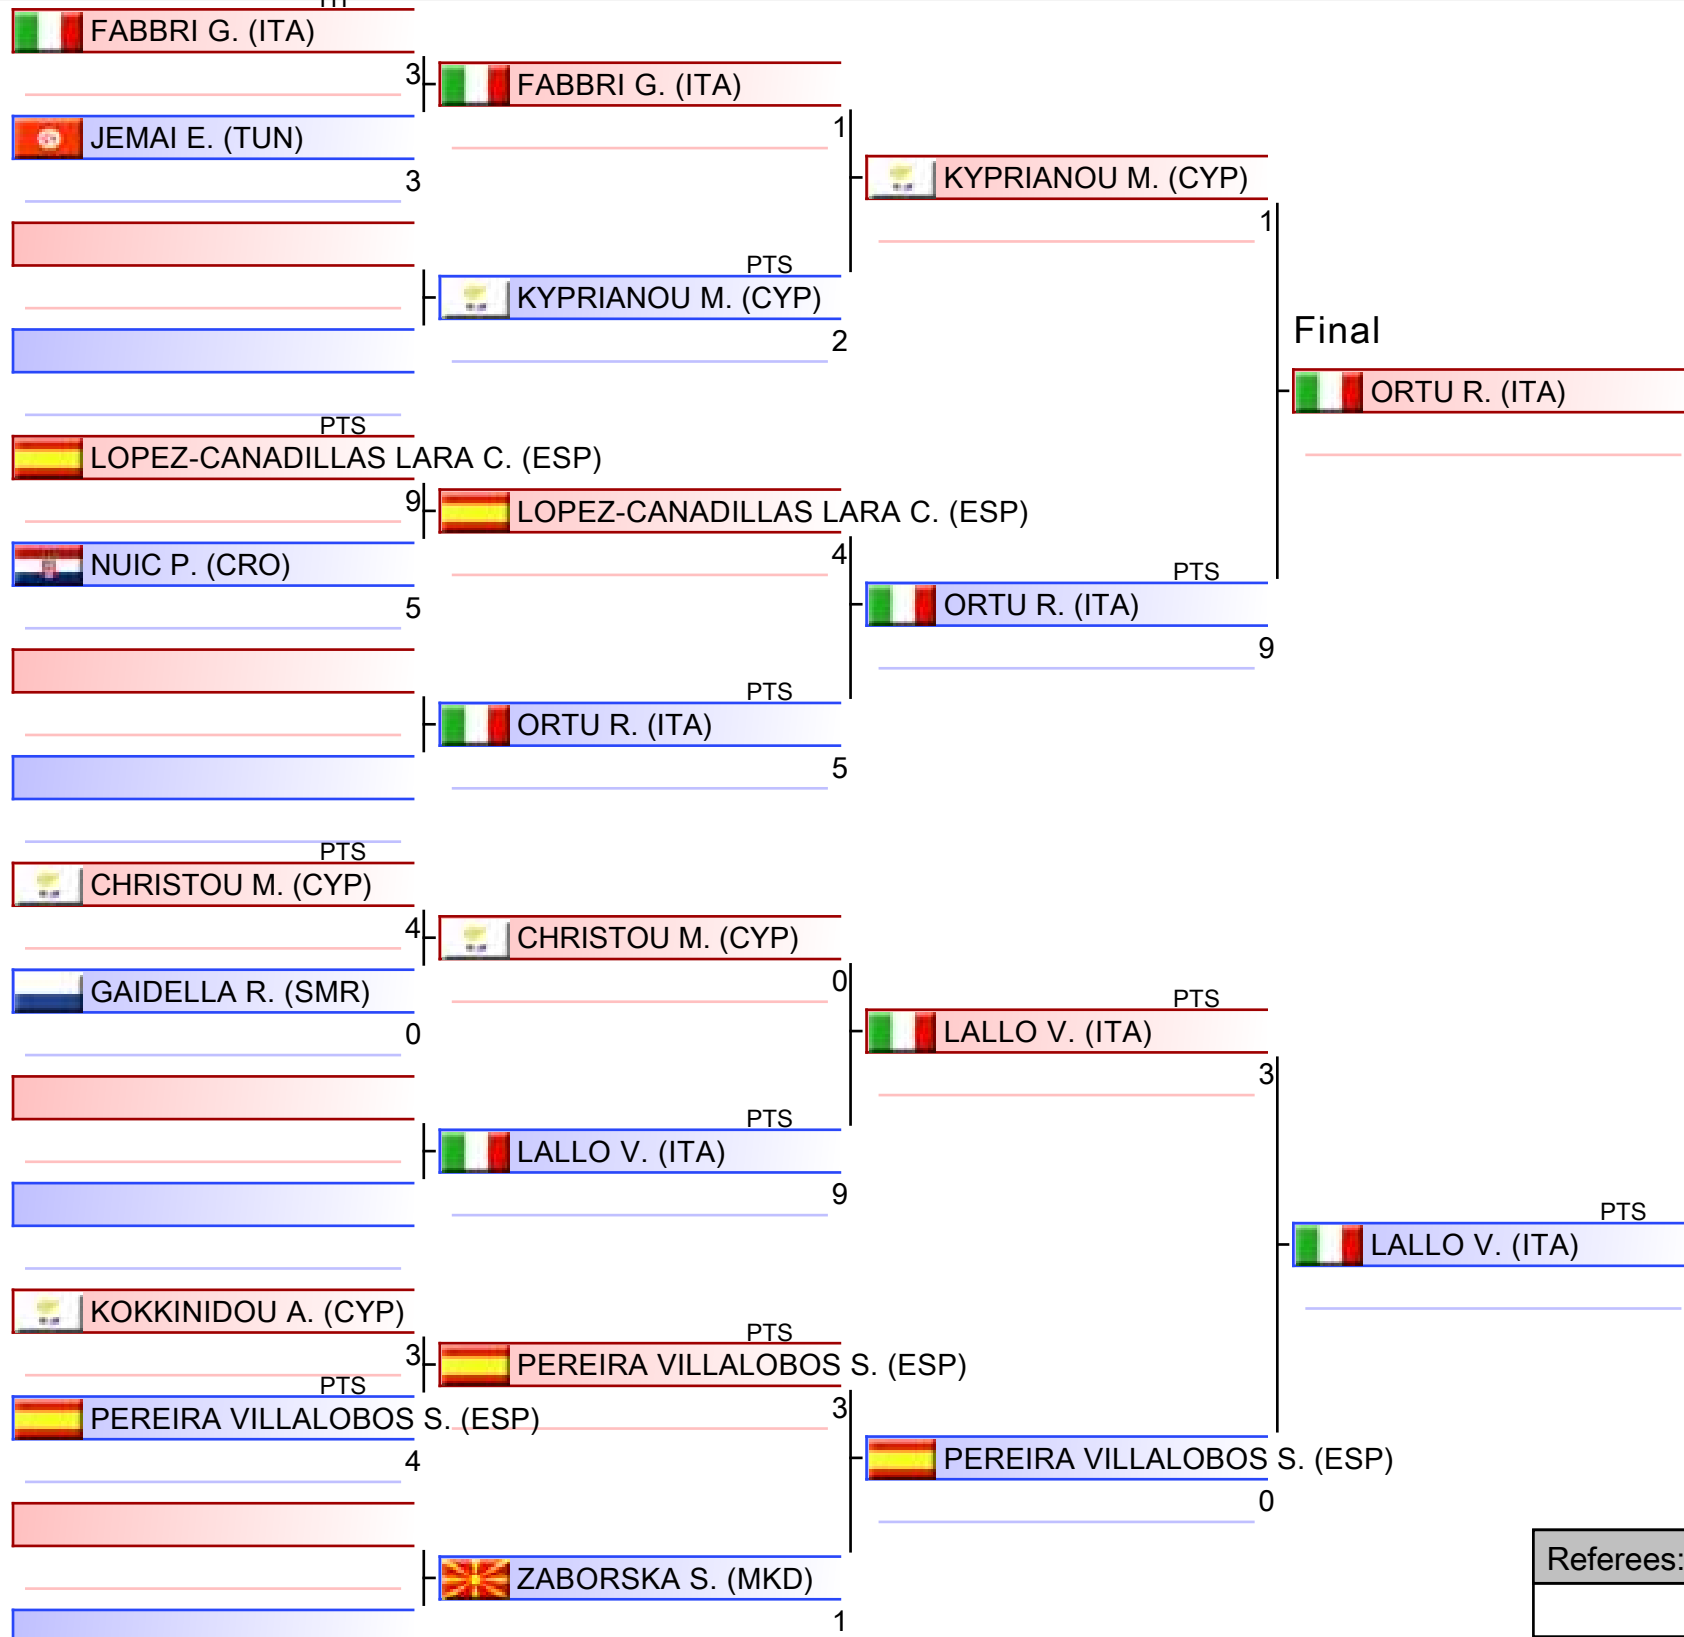 FABBRI G. (ITA)
3
FABBRI G. (ITA)
1
JEMAI E. (TUN)
3
KYPRIANOU M. (CYP)
1
PTS
KYPRIANOU M. (CYP)
2
Final
ORTU R. (ITA)
PTS
LOPEZ-CANADILLAS LARA C. (ESP)
9
LOPEZ-CANADILLAS LARA C. (ESP)
4
NUIC P. (CRO)
5
PTS
ORTU R. (ITA)
9
PTS
ORTU R. (ITA)
5
PTS
CHRISTOU M. (CYP)
4
CHRISTOU M. (CYP)
0
GAIDELLA R. (SMR)
0
PTS
LALLO V. (ITA)
3
PTS
LALLO V. (ITA)
9
PTS
LALLO V. (ITA)
KOKKINIDOU A. (CYP)
3
PTS
PEREIRA VILLALOBOS S. (ESP)
3
PTS
PEREIRA VILLALOBOS S. (ESP)
4
PEREIRA VILLALOBOS S. (ESP)
0
ZABORSKA S. (MKD)
1
Referees: